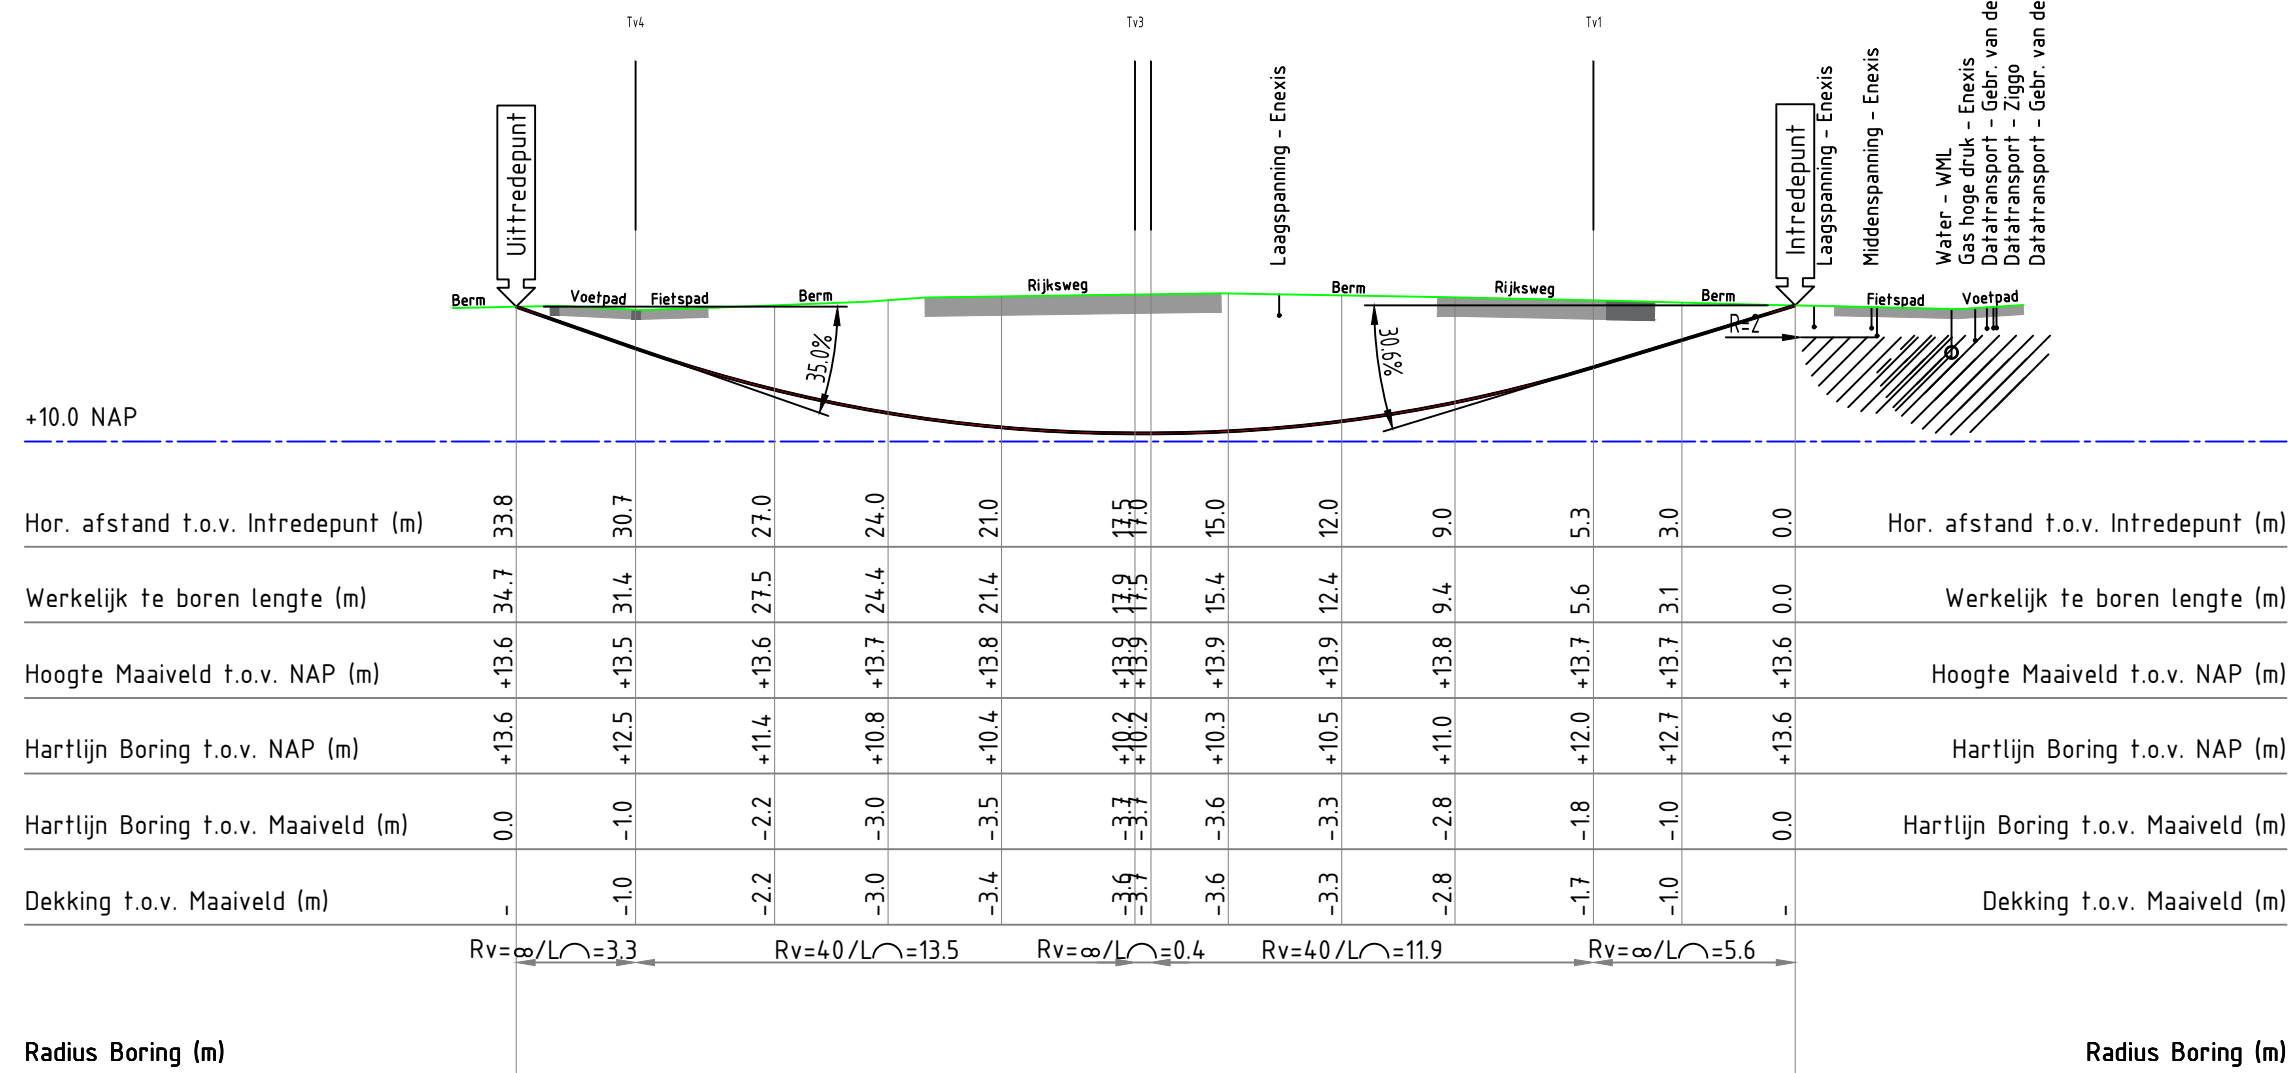 Tv4 Tv3 Tv1
Uittredepunt
Laagspanning - Enexis
Intredepunt
Laagspanning - Enexis
Middenspanning - Enexis
Water - WML
Gas hoge druk - Enexis
Datatransport - Gebr. van de
Datatransport - Ziggo
Datatransport - Gebr. van de
Berm Voetpad Fietspad Berm Rijksweg Berm Rijksweg Berm Fietspad Voetpad
35.0% 30.6% R=2
+10.0 NAP
Hor. afstand t.o.v. Intredepunt (m) 33.8 30.7 27.0 24.0 21.0 17.5 17.0 15.0 12.0 9.0 5.3 3.0 0.0 Hor. afstand t.o.v. Intredepunt (m)
Werkelijk te boren lengte (m) 34.7 31.4 27.5 24.4 21.4 17.9 17.5 15.4 12.4 9.4 5.6 3.1 0.0 Werkelijk te boren lengte (m)
Hoogte Maaiveld t.o.v. NAP (m) +13.6 +13.5 +13.6 +13.7 +13.8 +13.9 +13.9 +13.9 +13.9 +13.8 +13.7 +13.7 +13.6 Hoogte Maaiveld t.o.v. NAP (m)
Hartlijn Boring t.o.v. NAP (m) +13.6 +12.5 +11.4 +10.8 +10.4 +10.2 +10.2 +10.3 +10.5 +11.0 +12.0 +12.7 +13.6 Hartlijn Boring t.o.v. NAP (m)
Hartlijn Boring t.o.v. Maaiveld (m) 0.0 -1.0 -2.2 -3.0 -3.5 -3.7 -3.7 -3.6 -3.3 -2.8 -1.8 -1.0 0.0 Hartlijn Boring t.o.v. Maaiveld (m)
Dekking t.o.v. Maaiveld (m) - -1.0 -2.2 -3.0 -3.4 -3.6 -3.7 -3.6 -3.3 -2.8 -1.7 -1.0 - Dekking t.o.v. Maaiveld (m)
Rv=∞/L⌒=3.3 Rv=40/L⌒=13.5 Rv=∞/L⌒=0.4 Rv=40/L⌒=11.9 Rv=∞/L⌒=5.6
Radius Boring (m) Radius Boring (m)